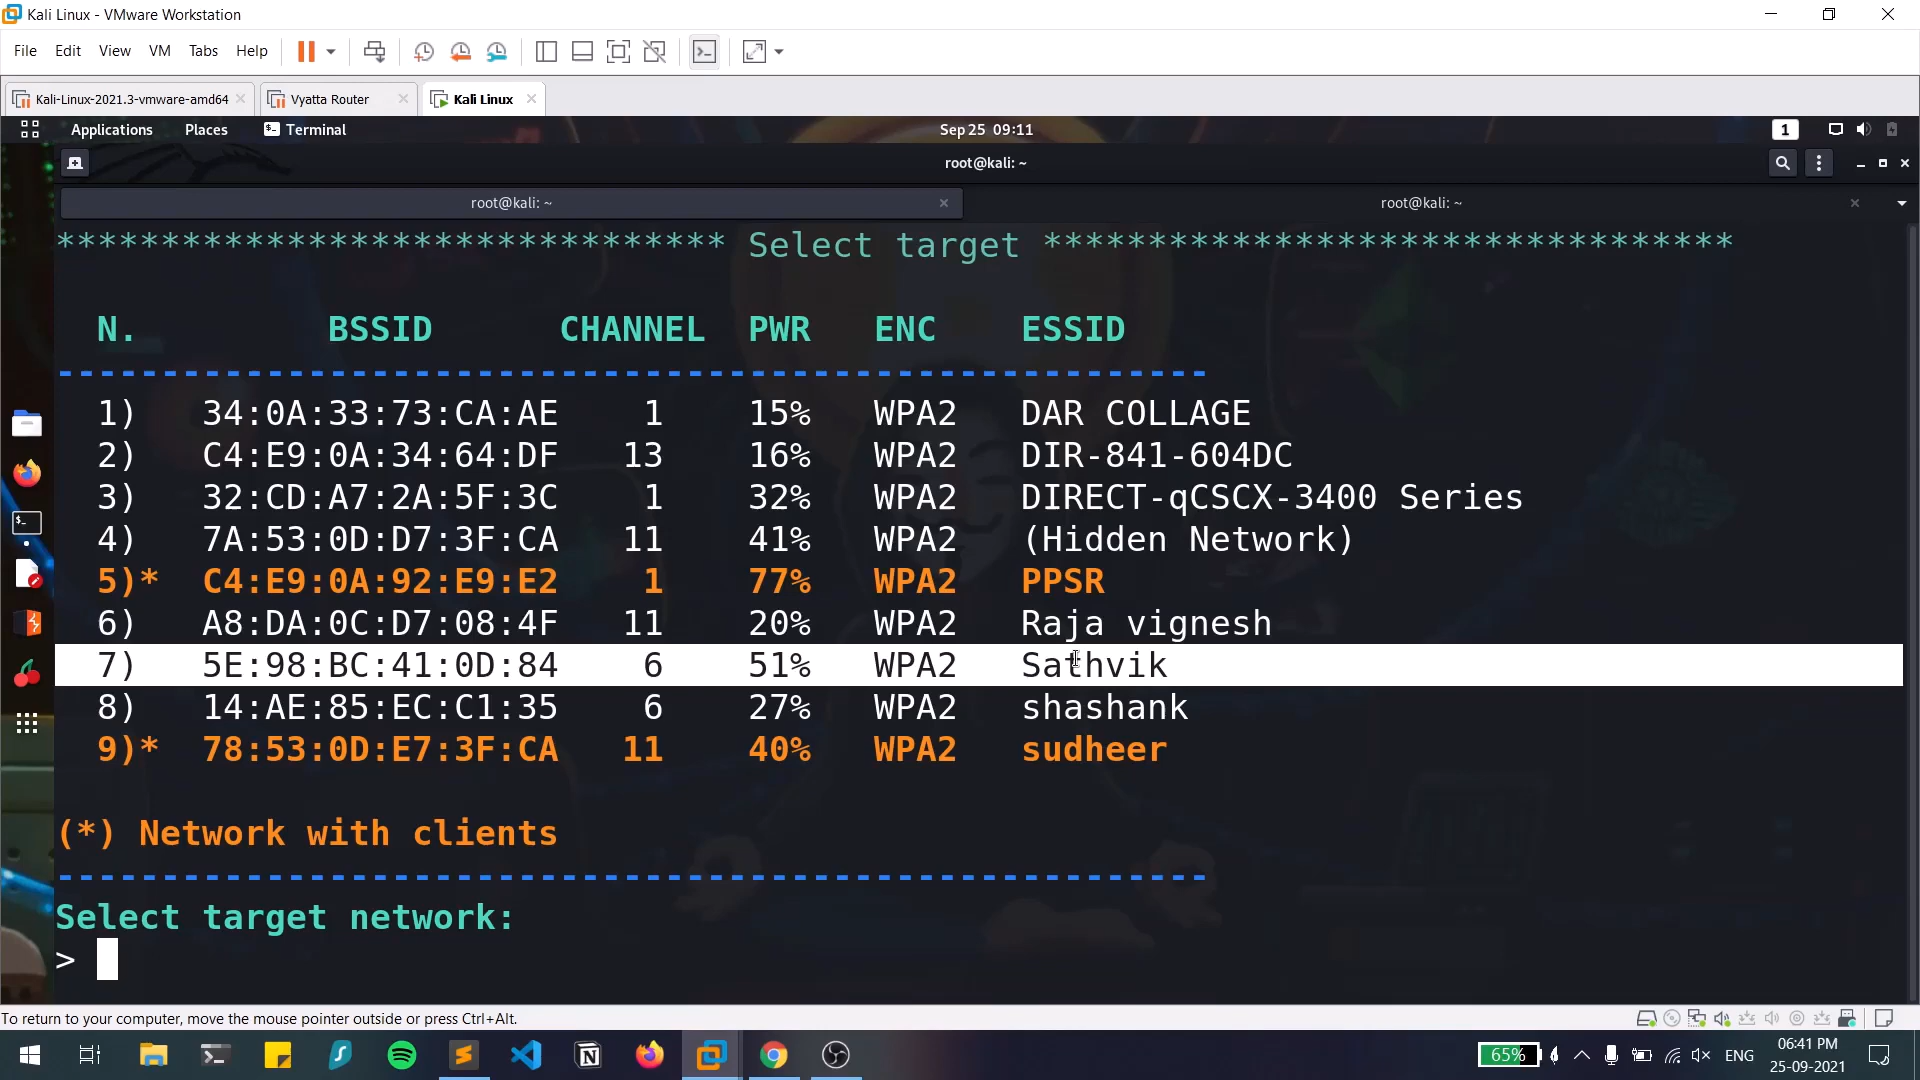 Kali Linux - VMware Workstation
File Edit View VM Tabs Help
Kali-Linux-2021.3-vmware-amd64 Vyatta Router Kali Linux
Applications Places Terminal Sep 25 09:11 1
root@kali: ~
root@kali: ~ root@kali: ~
******************************** Select target *********************************
N. BSSID CHANNEL PWR ENC ESSID
-------------------------------------------------------
1) 34:0A:33:73:CA:AE 1 15% WPA2 DAR COLLAGE
2) C4:E9:0A:34:64:DF 13 16% WPA2 DIR-841-604DC
3) 32:CD:A7:2A:5F:3C 1 32% WPA2 DIRECT-qCSCX-3400 Series
4) 7A:53:0D:D7:3F:CA 11 41% WPA2 (Hidden Network)
5)* C4:E9:0A:92:E9:E2 1 77% WPA2 PPSR
6) A8:DA:0C:D7:08:4F 11 20% WPA2 Raja vignesh
7) 5E:98:BC:41:0D:84 6 51% WPA2 Sathvik
8) 14:AE:85:EC:C1:35 6 27% WPA2 shashank
9)* 78:53:0D:E7:3F:CA 11 40% WPA2 sudheer
(*) Network with clients
-------------------------------------------------------
Select target network:
>
To return to your computer, move the mouse pointer outside or press Ctrl+Alt.
65% ENG 06:41 PM
25-09-2021